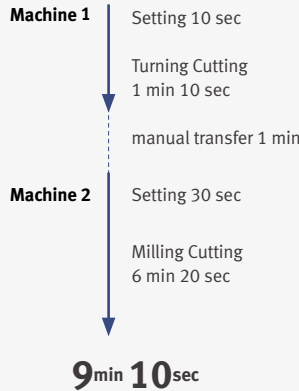 Machine 1
Setting 10 sec
Turning Cutting
1 min 10 sec
manual transfer 1 min
Machine 2
Setting 30 sec
Milling Cutting
6 min 20 sec
9min 10sec